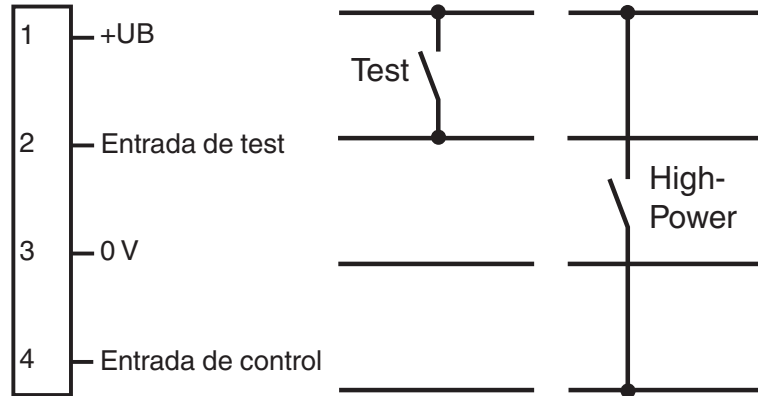 1 +UB
Test
2 Entrada de test
High-
Power
3 0 V
4 Entrada de control